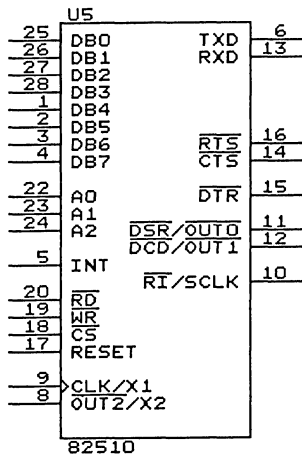 U5
25 DB0 TXD 6
26 DB1 RXD 13
27 DB2
28 DB3
1 DB4
2 DB5
3 DB6 RTS 16
4 DB7 CTS 14
22 A0 DTR 15
23 A1
24 A2 DSR/OUT0 11
DCD/OUT1 12
5 INT
RI/SCLK 10
20 RD
19 WR
18 CS
17 RESET
9 CLK/X1
8 OUT2/X2
82510